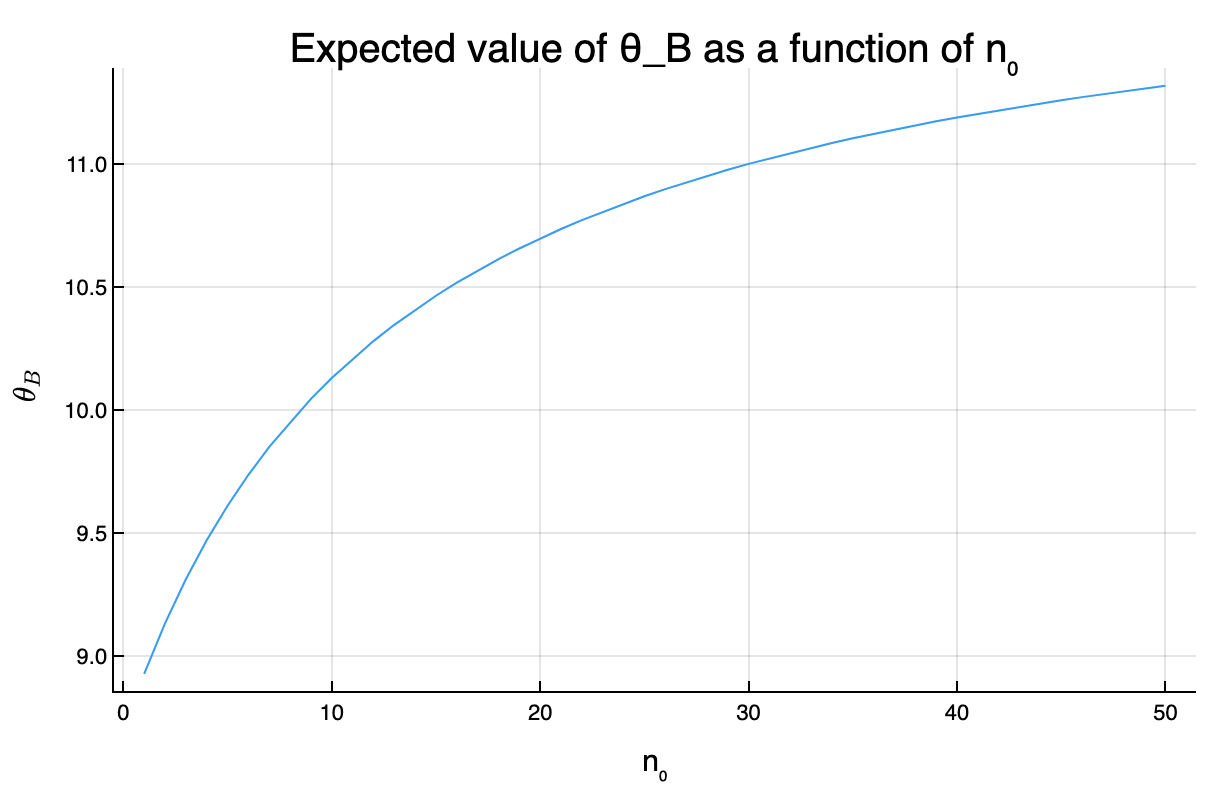 Expected value of θ_B as a function of n₀
11.0
10.5
10.0
9.5
9.0
θ_B
0 10 20 30 40 50
n₀